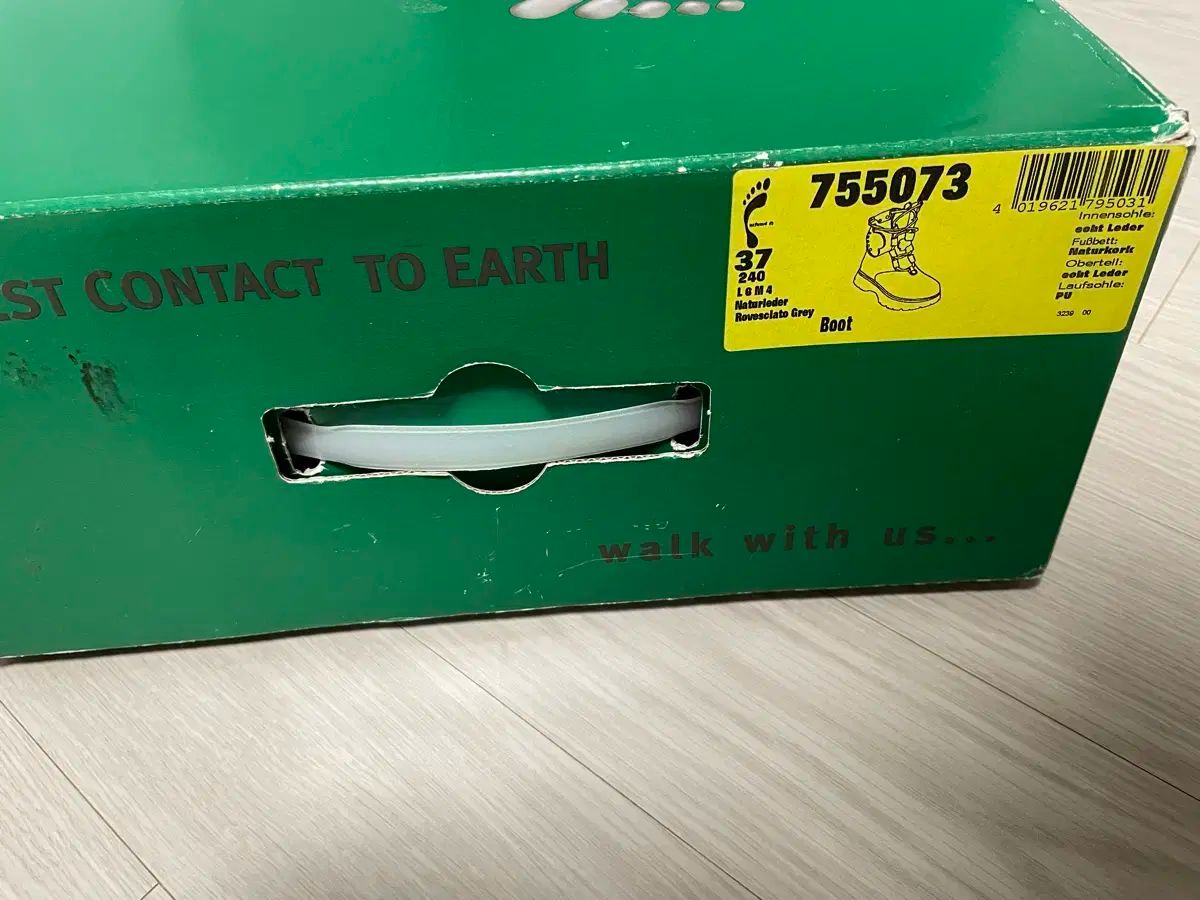 ST CONTACT TO EARTH
walk with us...
755073
37
240
L 6 M 4
Naturleder
Rovesciato Grey
Boot
4 019621 795031
Innensohle:
echt Leder
Fußbett:
Naturkork
Oberteil:
echt Leder
Laufsohle:
PU
3239 00